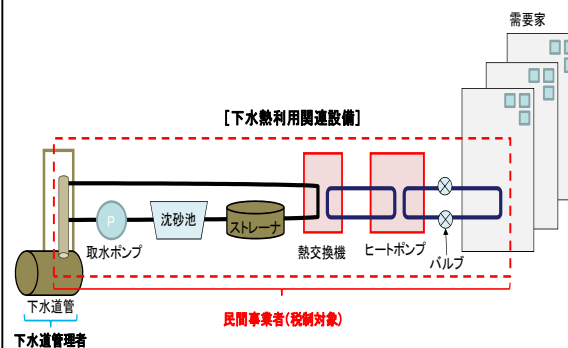 需要家
[下水熱利用関連設備]
P
沈砂池
ストレーナ
取水ポンプ
熱交換機
ヒートポンプ
バルブ
下水道管
民間事業者(税制対象)
下水道管理者